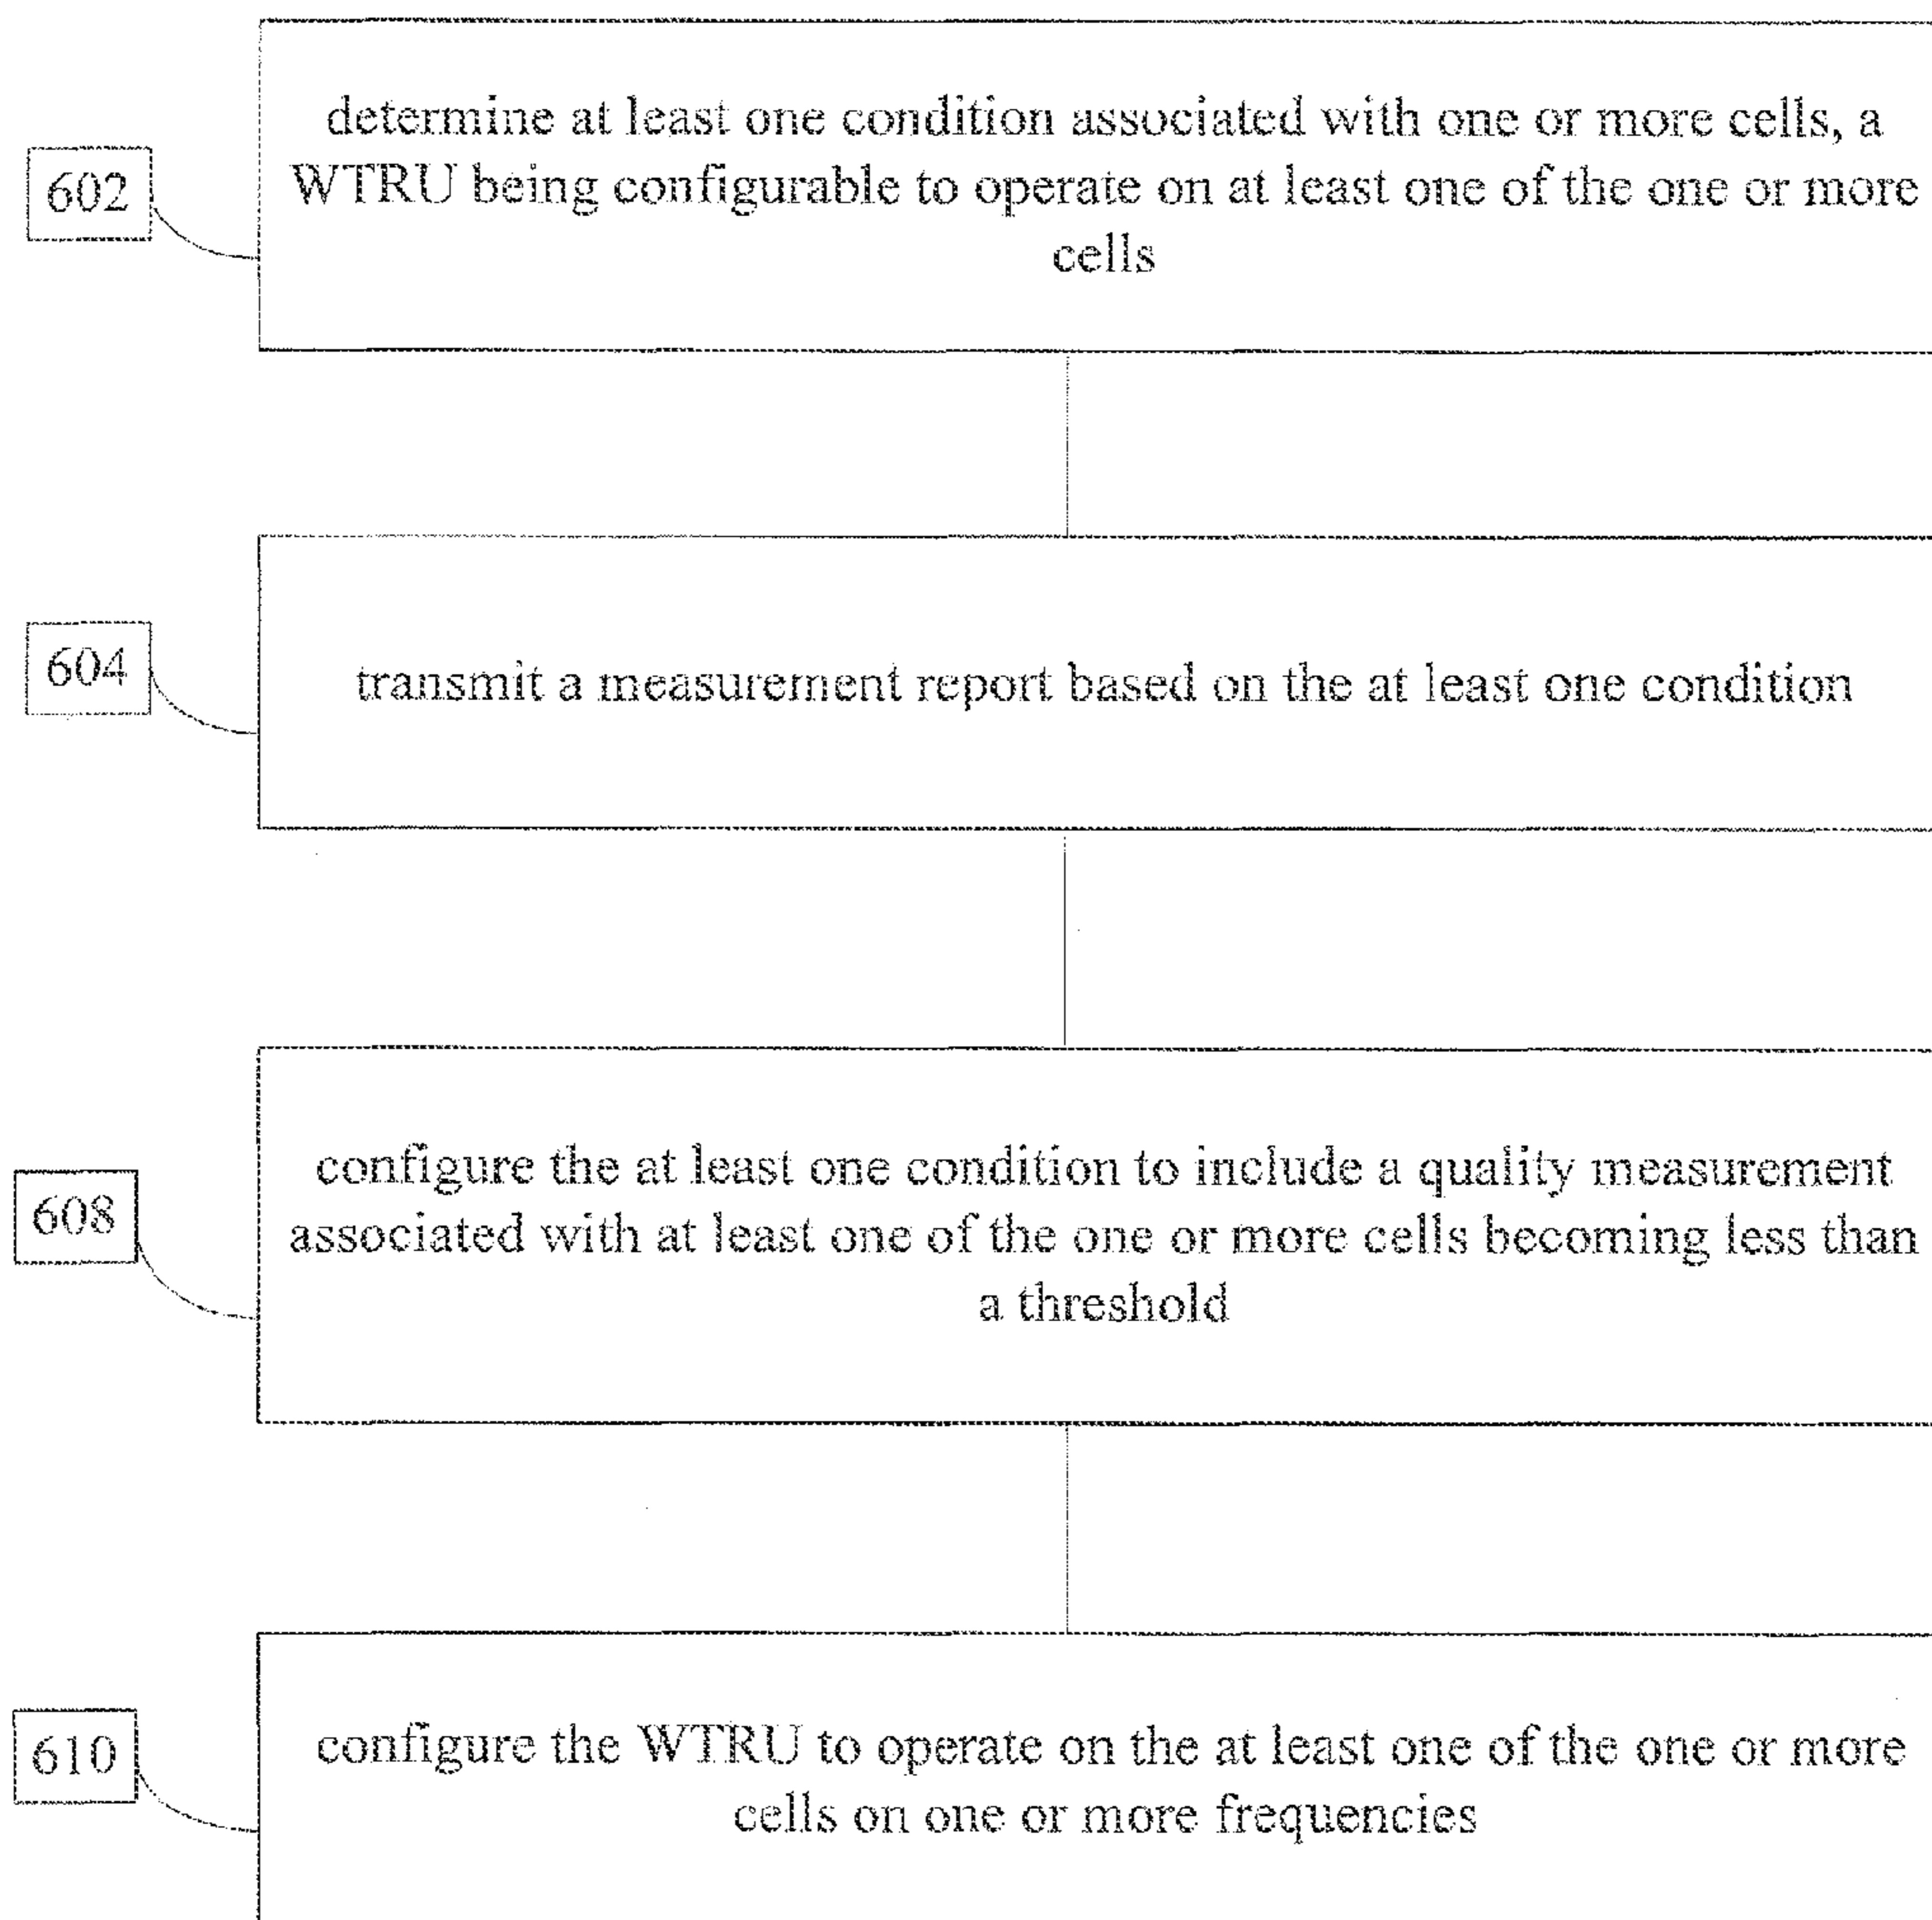 determine at least one condition associated with one or more cells, a
602
WTRU being configurable to operate on at least one of the one or more
cells
604
transmit a measurement report based on the at least one condition
configure the at least one condition to include a quality measurement
608
associated with at least one of the one or more cells becoming less than
a threshold
610
configure the WTRU to operate on the at least one of the one or more
cells on one or more frequencies